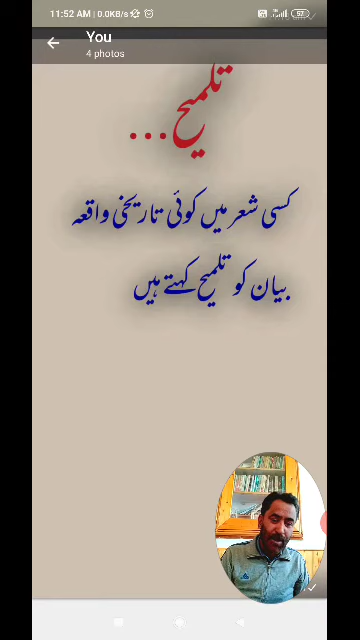 11:52 AM | 0.0KB/s
57
You
4 photos
تلمیح...
کسی شعر میں کوئی تاریخی واقعہ
بیان کو تلمیح کہتے ہیں